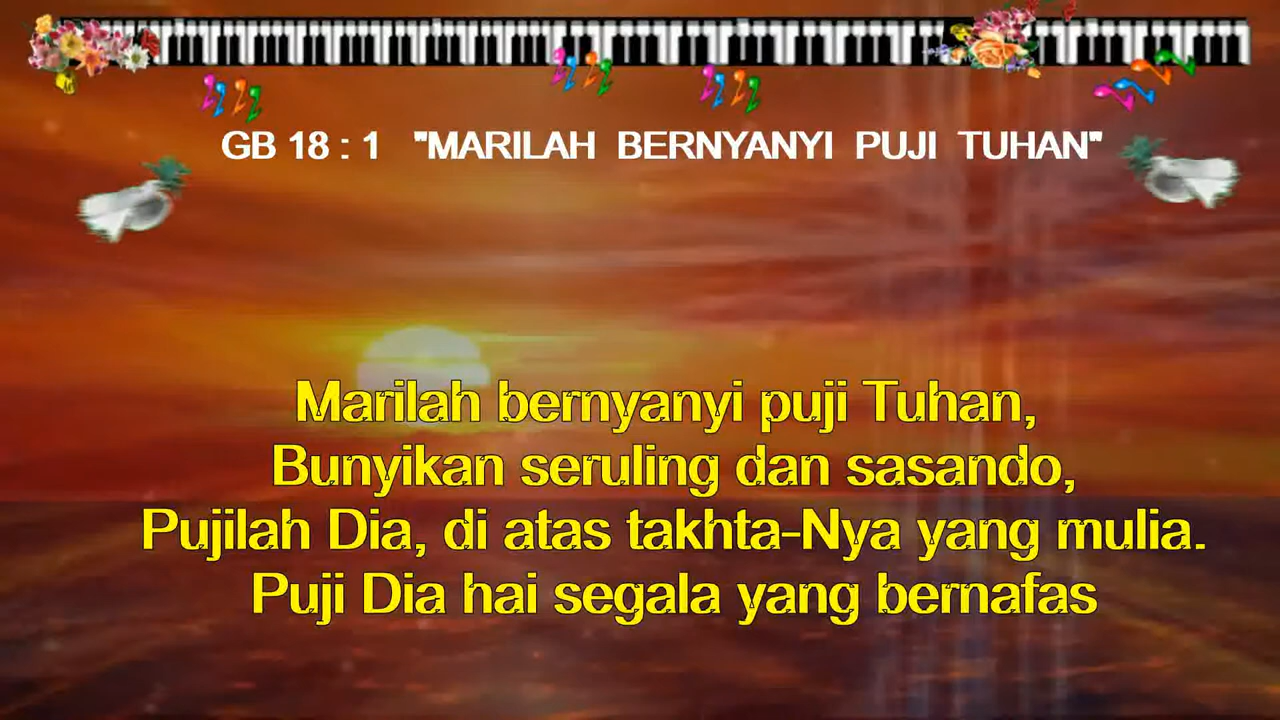 GB 18 : 1 "MARILAH BERNYANYI PUJI TUHAN"
Marilah bernyanyi puji Tuhan,
Bunyikan seruling dan sasando,
Pujilah Dia, di atas takhta-Nya yang mulia.
Puji Dia hai segala yang bernafas